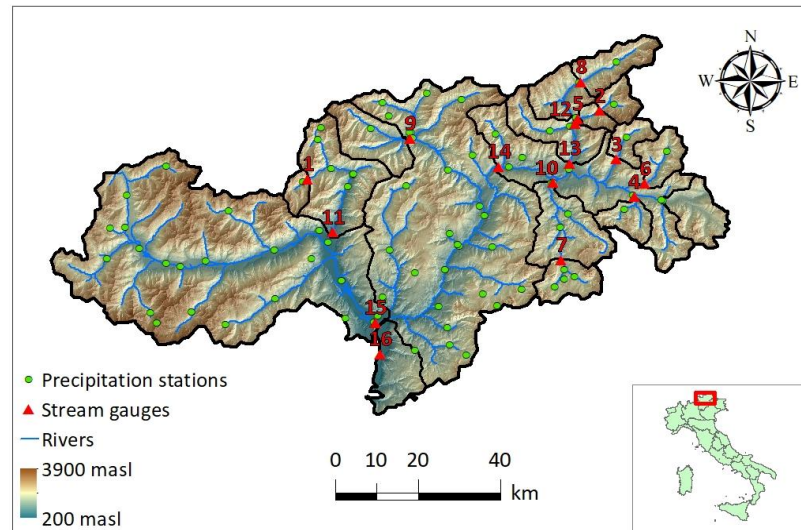 N
W E
S
8
5 2
12
9
3
13
14
6
1
10
4
11
7
15
16
Precipitation stations
Stream gauges
Rivers
3900 masl
200 masl
0 10 20 40
km